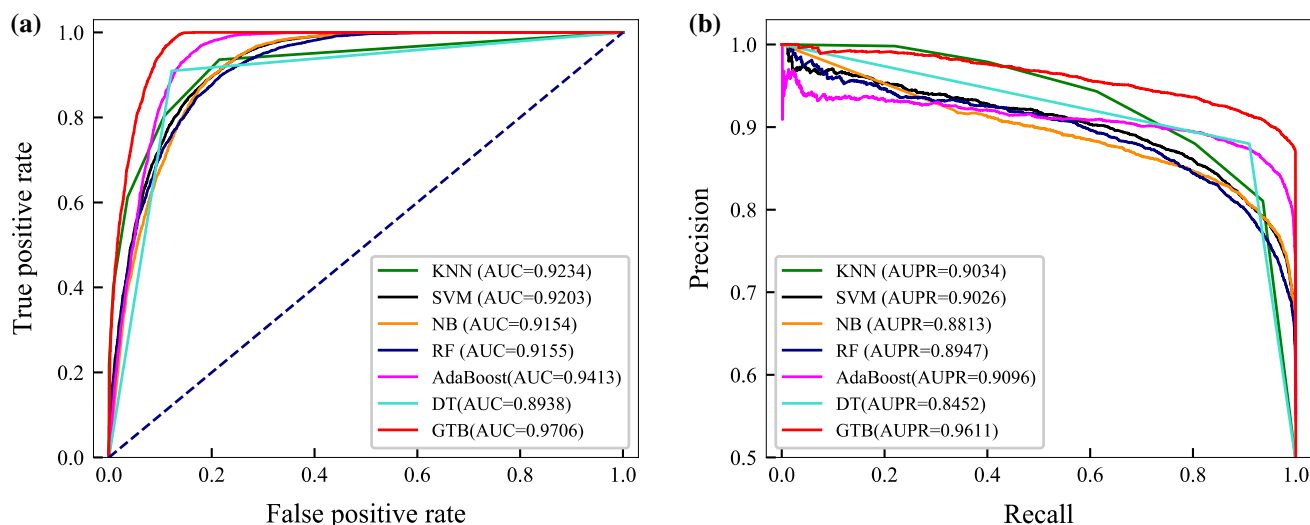 (a)
1.0
0.8
0.6
0.4
0.2
0.0
True positive rate
KNN (AUC=0.9234)
SVM (AUC=0.9203)
NB (AUC=0.9154)
RF (AUC=0.9155)
AdaBoost(AUC=0.9413)
DT(AUC=0.8938)
GTB(AUC=0.9706)
0.0 0.2 0.4 0.6 0.8 1.0
False positive rate
(b)
1.0
0.9
0.8
0.7
0.6
0.5
Precision
KNN (AUPR=0.9034)
SVM (AUPR=0.9026)
NB (AUPR=0.8813)
RF (AUPR=0.8947)
AdaBoost(AUPR=0.9096)
DT(AUPR=0.8452)
GTB(AUPR=0.9611)
0.0 0.2 0.4 0.6 0.8 1.0
Recall